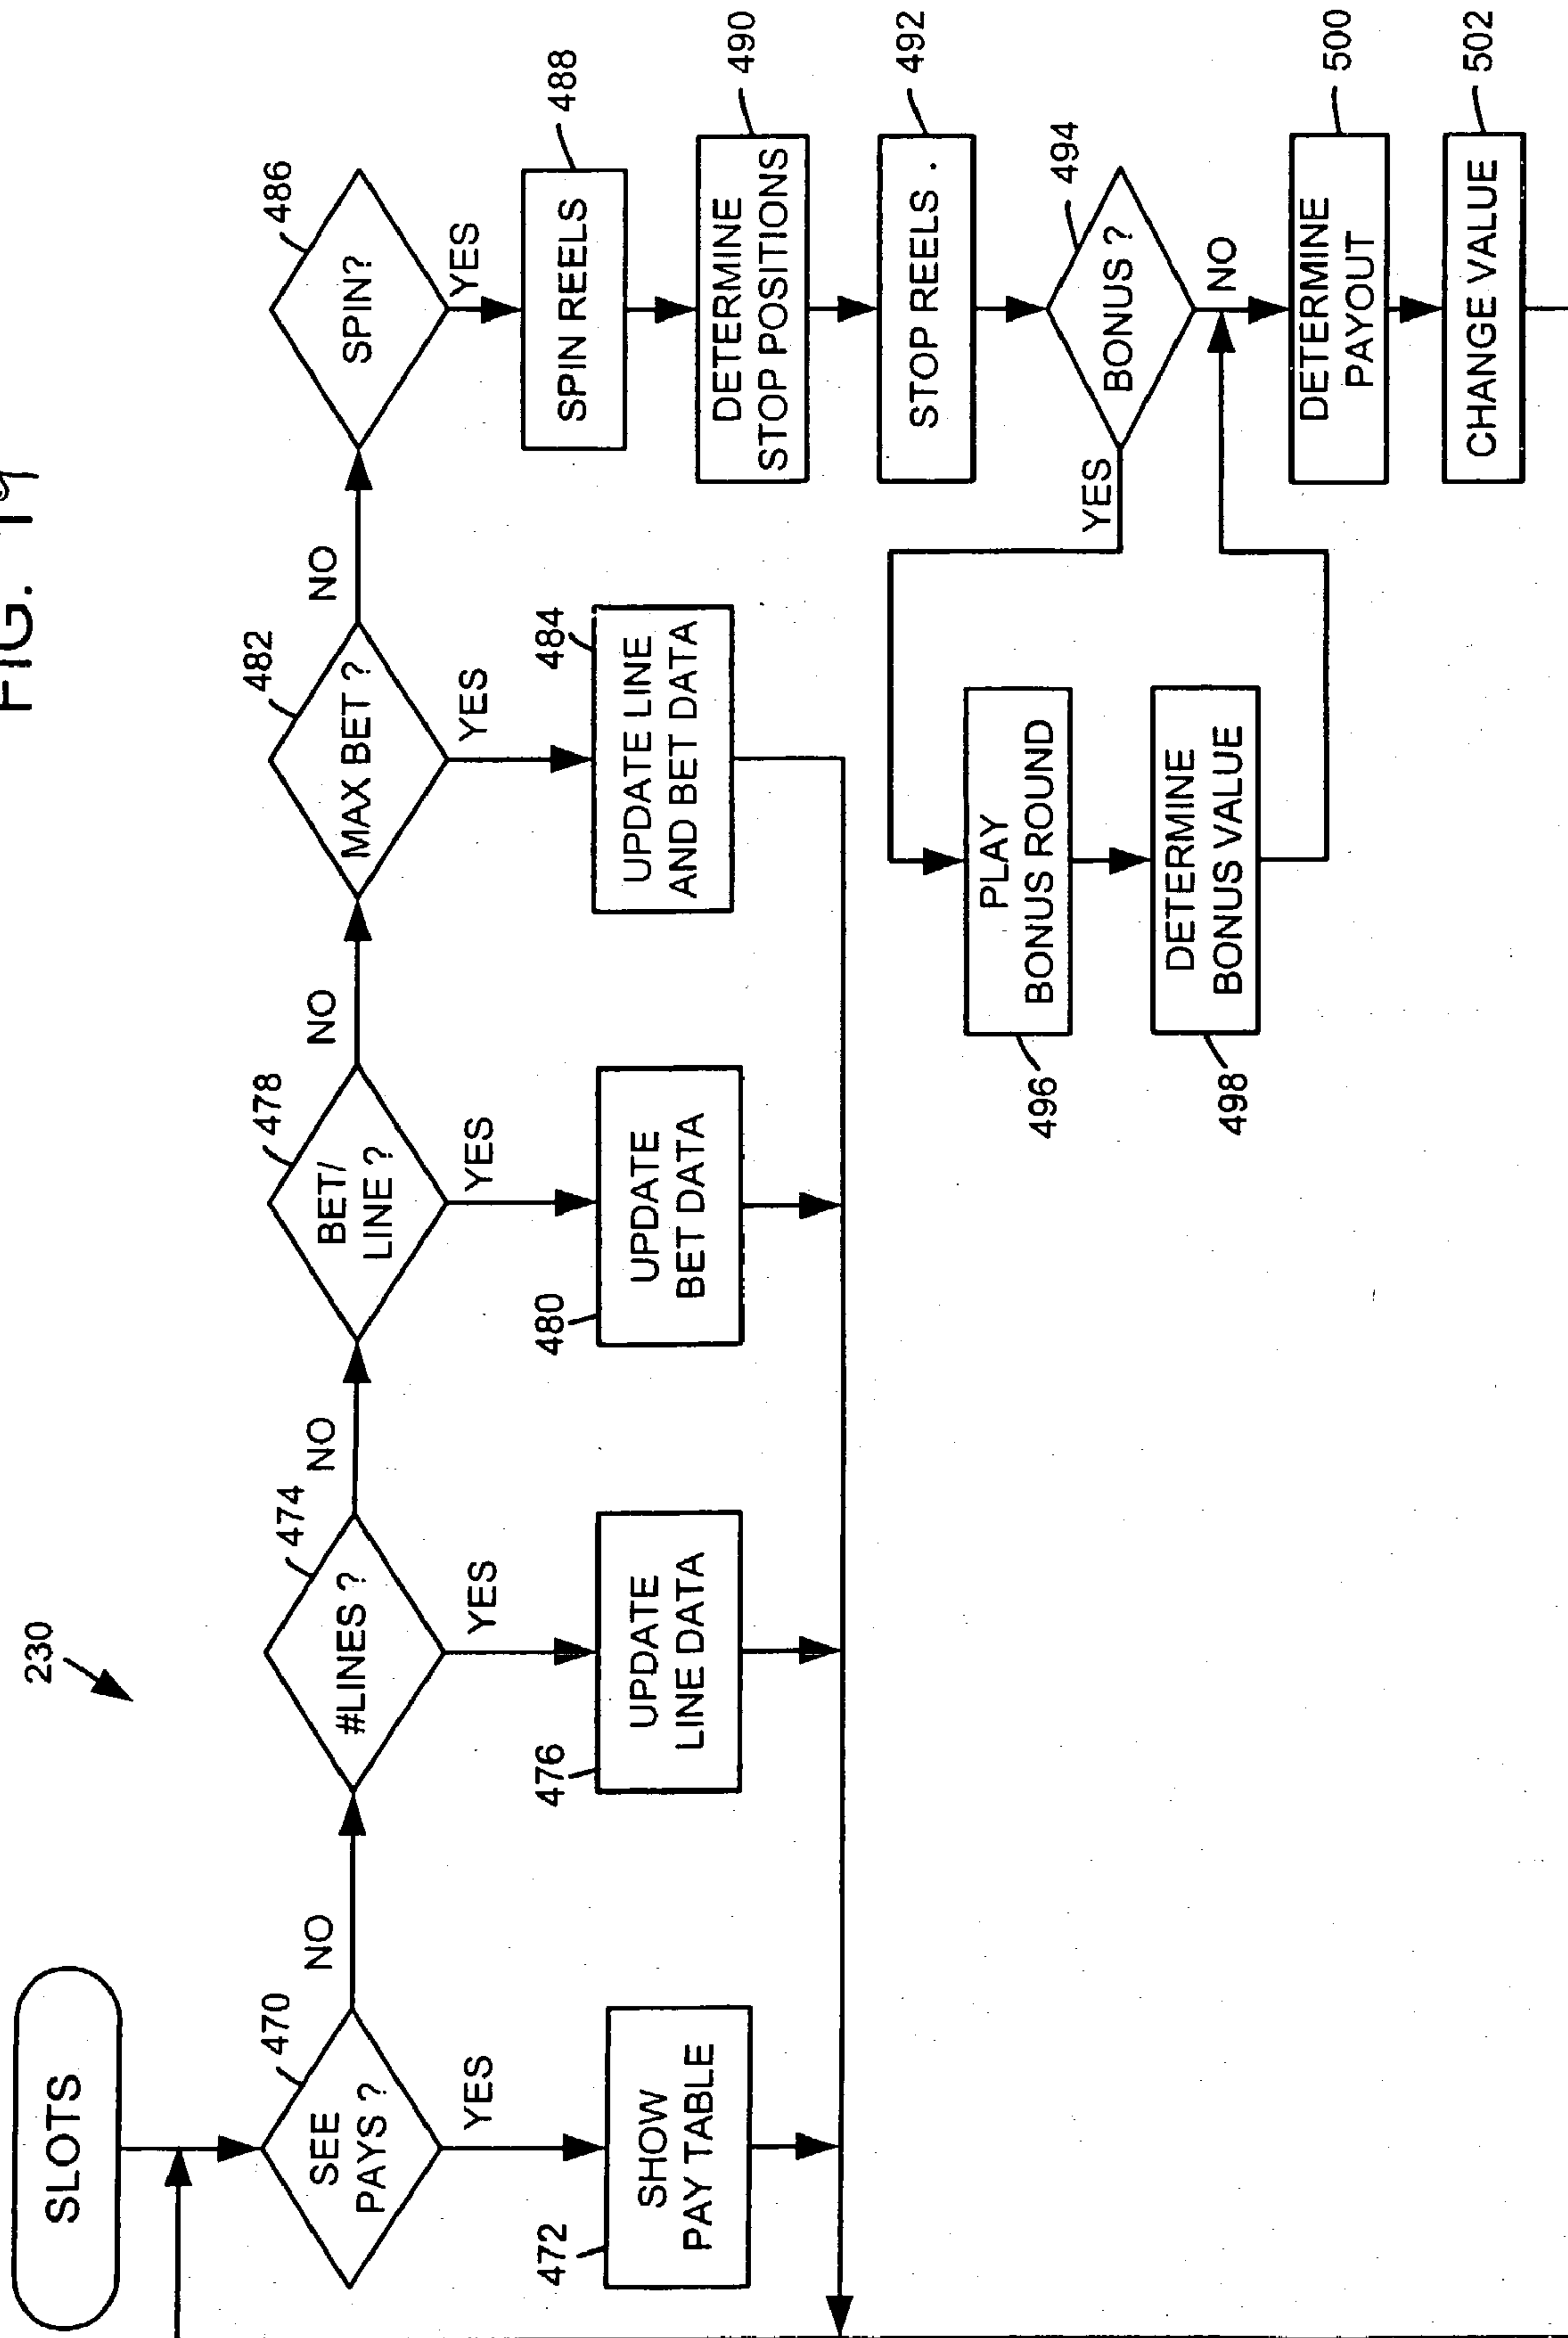 FIG. 19
230
SLOTS
470
SEE
PAYS ?
NO
YES
472
SHOW
PAY TABLE
474
#LINES ?
NO
YES
476
UPDATE
LINE DATA
478
BET/
LINE ?
NO
YES
480
UPDATE
BET DATA
482
MAX BET ?
NO
YES
484
UPDATE LINE
AND BET DATA
486
SPIN?
YES
488
SPIN REELS
490
DETERMINE
STOP POSITIONS
492
STOP REELS .
494
BONUS ?
YES
NO
496
PLAY
BONUS ROUND
498
DETERMINE
BONUS VALUE
500
DETERMINE
PAYOUT
502
CHANGE VALUE